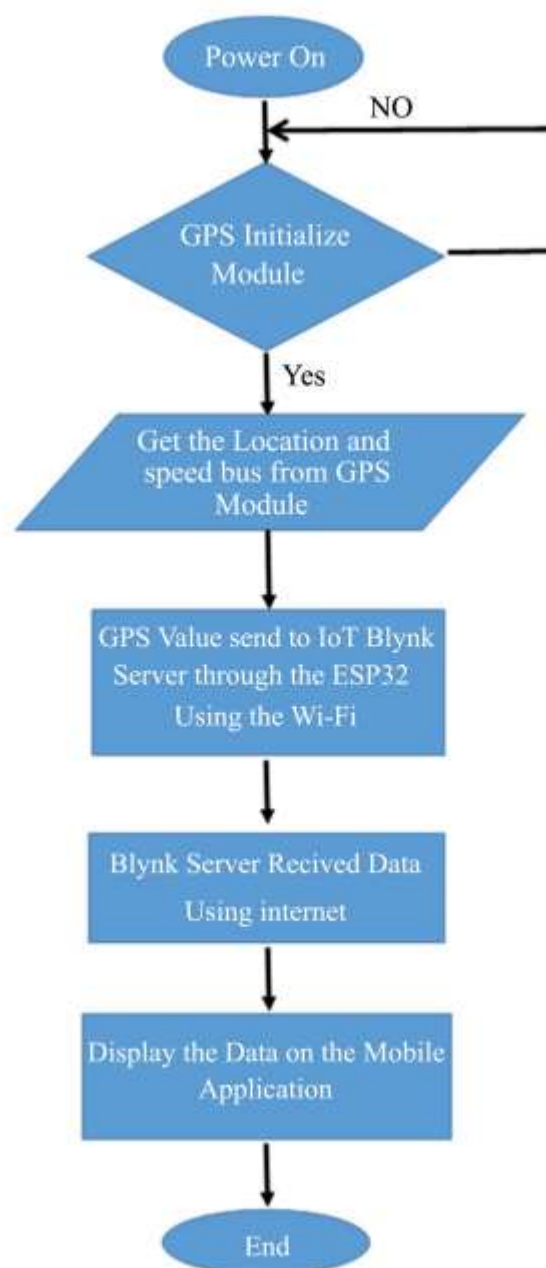 Power On
NO
GPS Initialize
Module
Yes
Get the Location and
speed bus from GPS
Module
GPS Value send to IoT Blynk
Server through the ESP32
Using the Wi-Fi
Blynk Server Recived Data
Using internet
Display the Data on the Mobile
Application
End